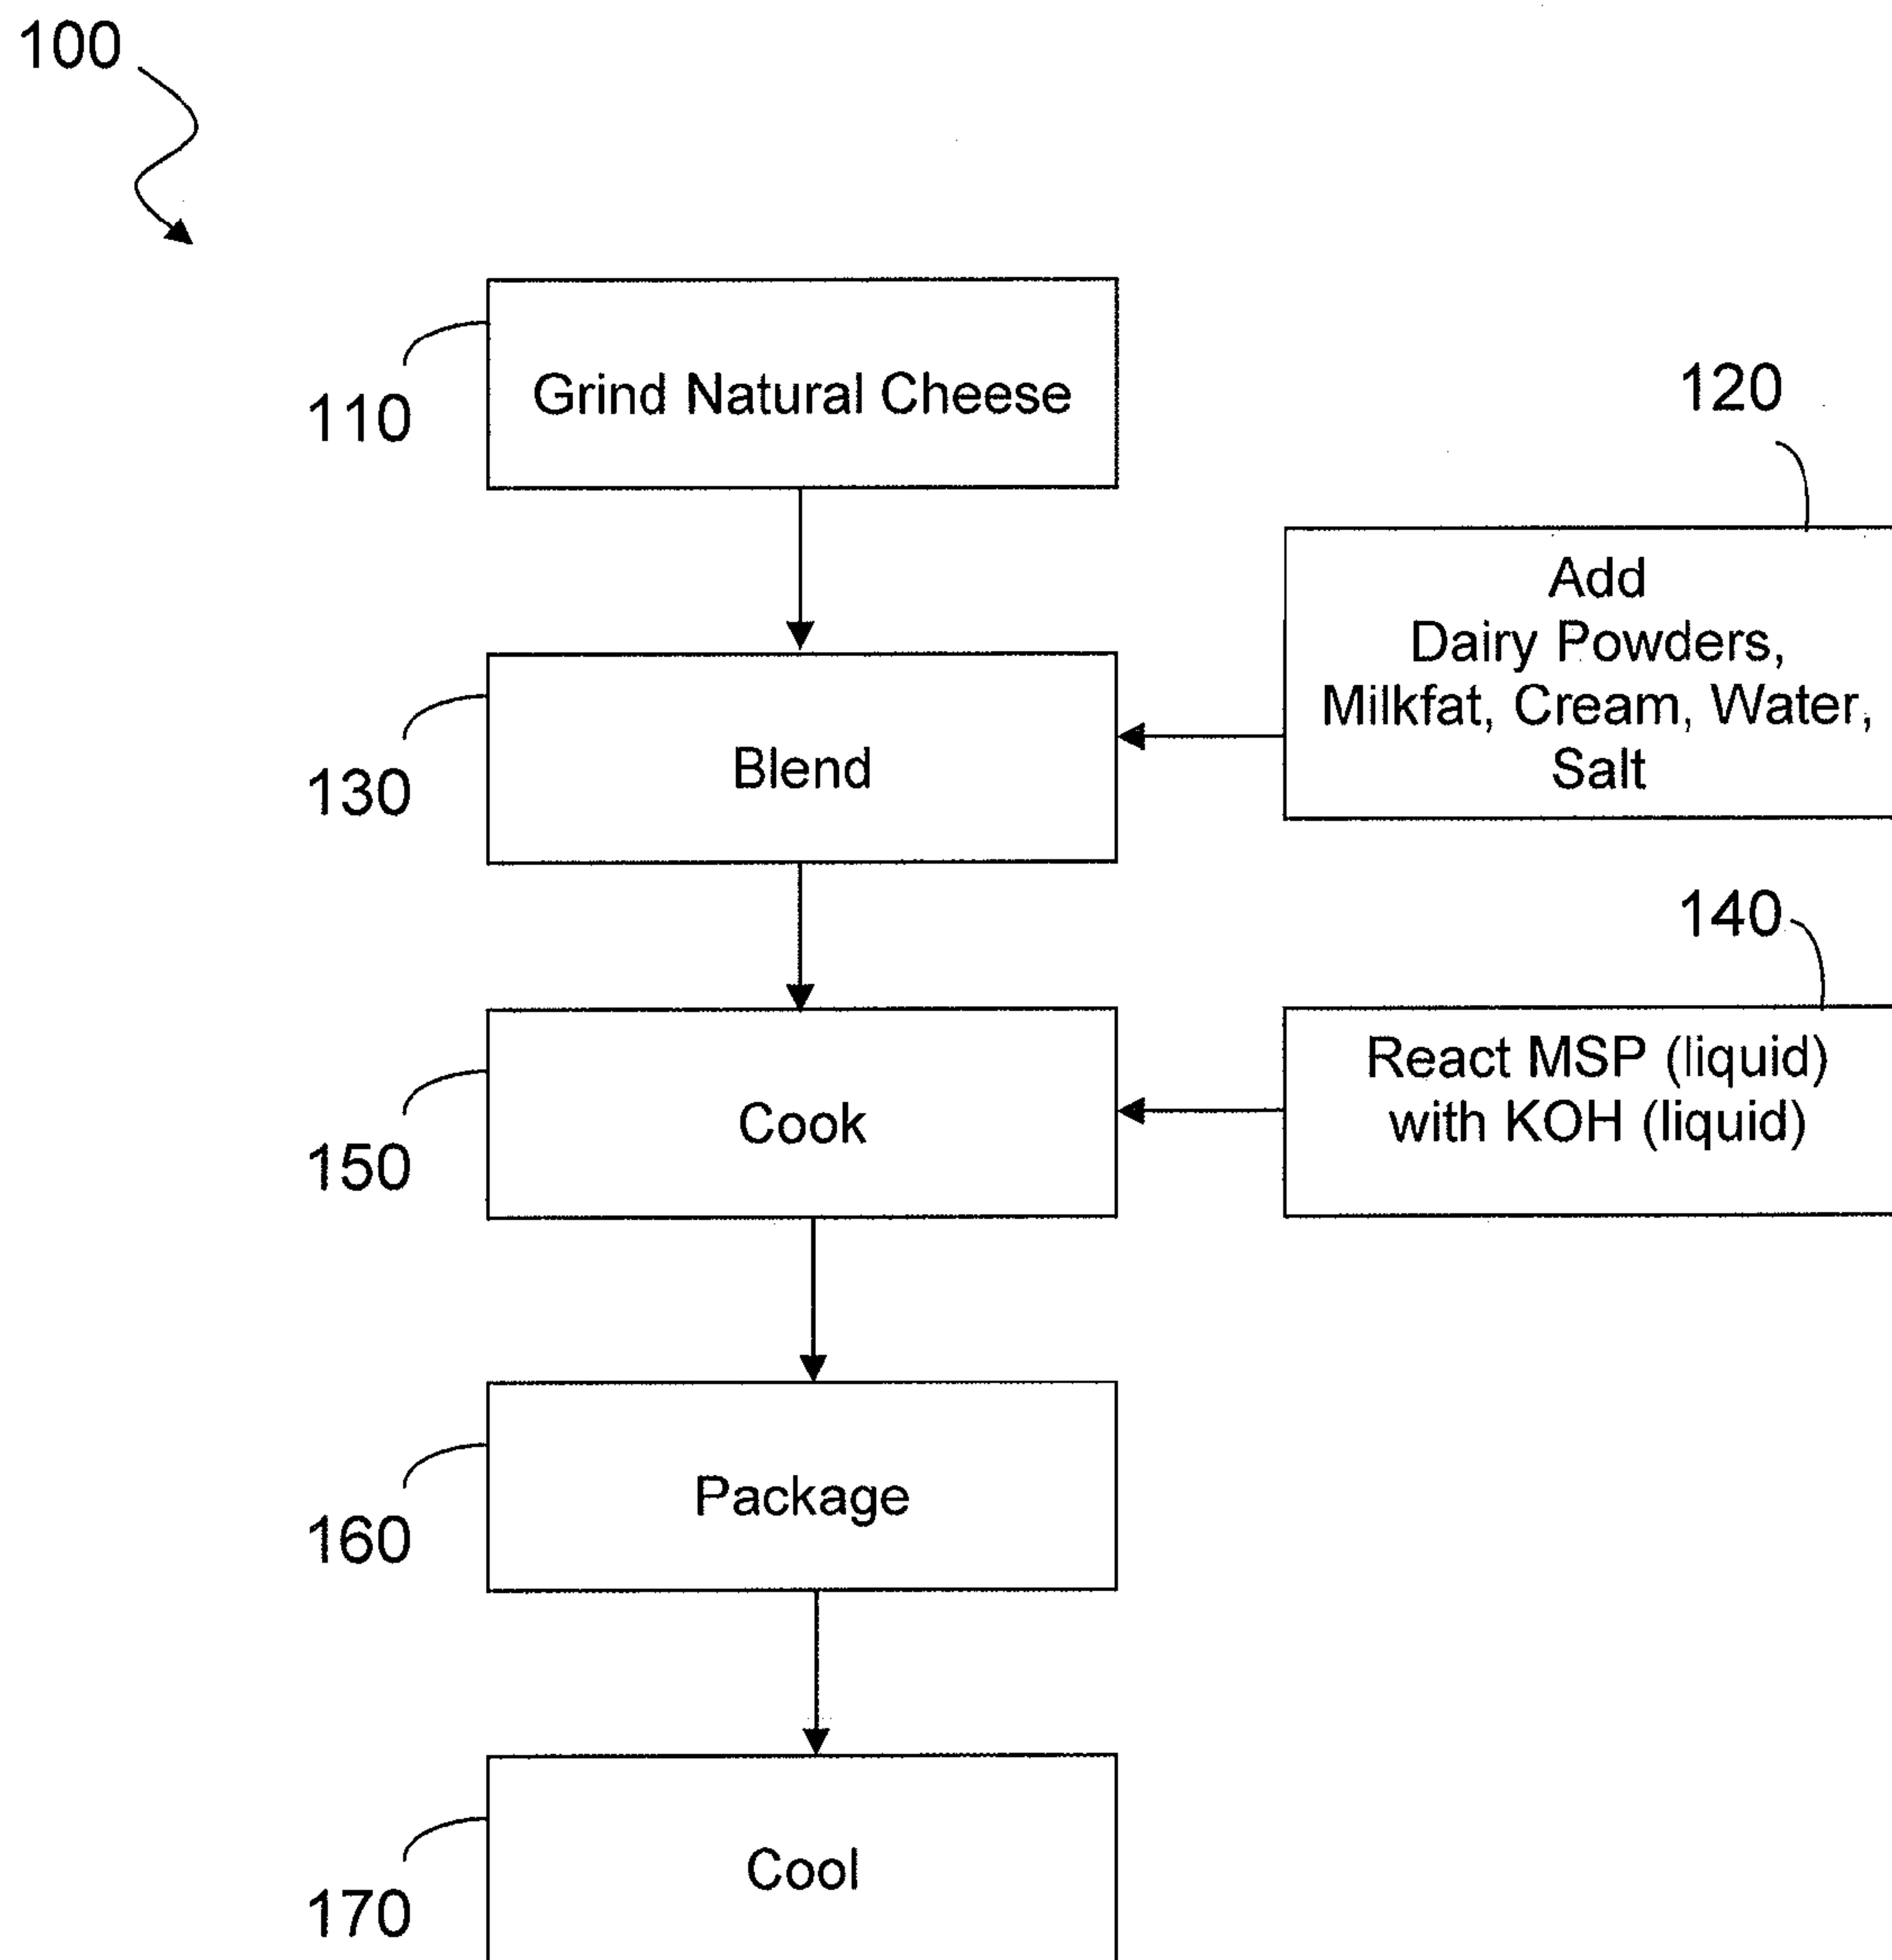 100
110
Grind Natural Cheese
120
Add
Dairy Powders,
Milkfat, Cream, Water,
Salt
130
Blend
140
React MSP (liquid)
with KOH (liquid)
150
Cook
160
Package
170
Cool